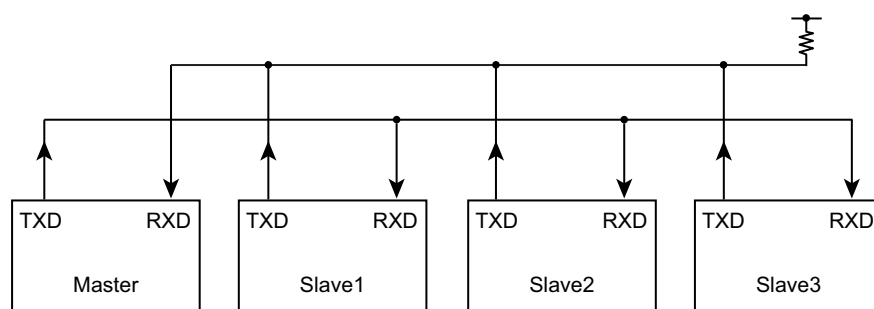 TXD RXD TXD RXD TXD RXD TXD RXD
Master Slave1 Slave2 Slave3